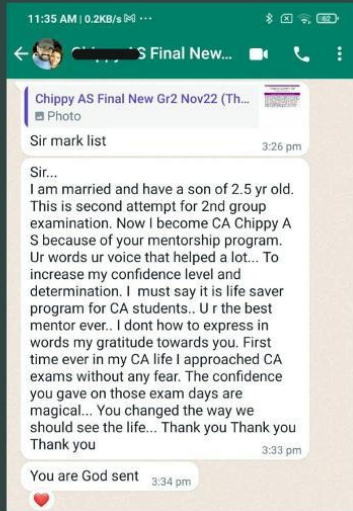 11:35 AM | 0.2KB/s ...
62
S Final New...
Chippy AS Final New Gr2 Nov22 (Th...
Photo
Sir mark list
3:26 pm
Sir...
I am married and have a son of 2.5 yr old.
This is second attempt for 2nd group
examination. Now I become CA Chippy A
S because of your mentorship program.
Ur words ur voice that helped a lot... To
increase my confidence level and
determination. I must say it is life saver
program for CA students.. U r the best
mentor ever.. I dont how to express in
words my gratitude towards you. First
time ever in my CA life I approached CA
exams without any fear. The confidence
you gave on those exam days are
magical... You changed the way we
should see the life... Thank you Thank you
Thank you
3:33 pm
You are God sent
3:34 pm